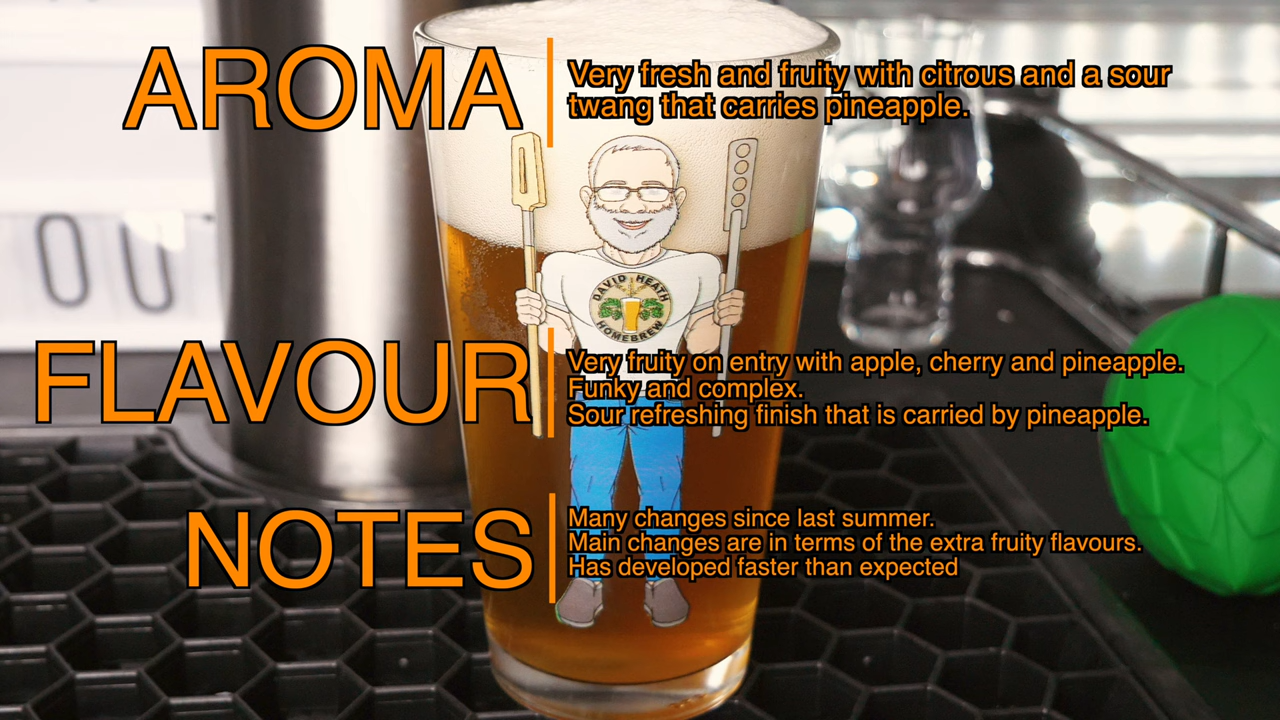 AROMA
Very fresh and fruity with citrous and a sour
twang that carries pineapple.
DAVID HEATH
HOMEBREW
OU
FLAVOUR
Very fruity on entry with apple, cherry and pineapple.
Funky and complex.
Sour refreshing finish that is carried by pineapple.
NOTES
Many changes since last summer.
Main changes are in terms of the extra fruity flavours.
Has developed faster than expected